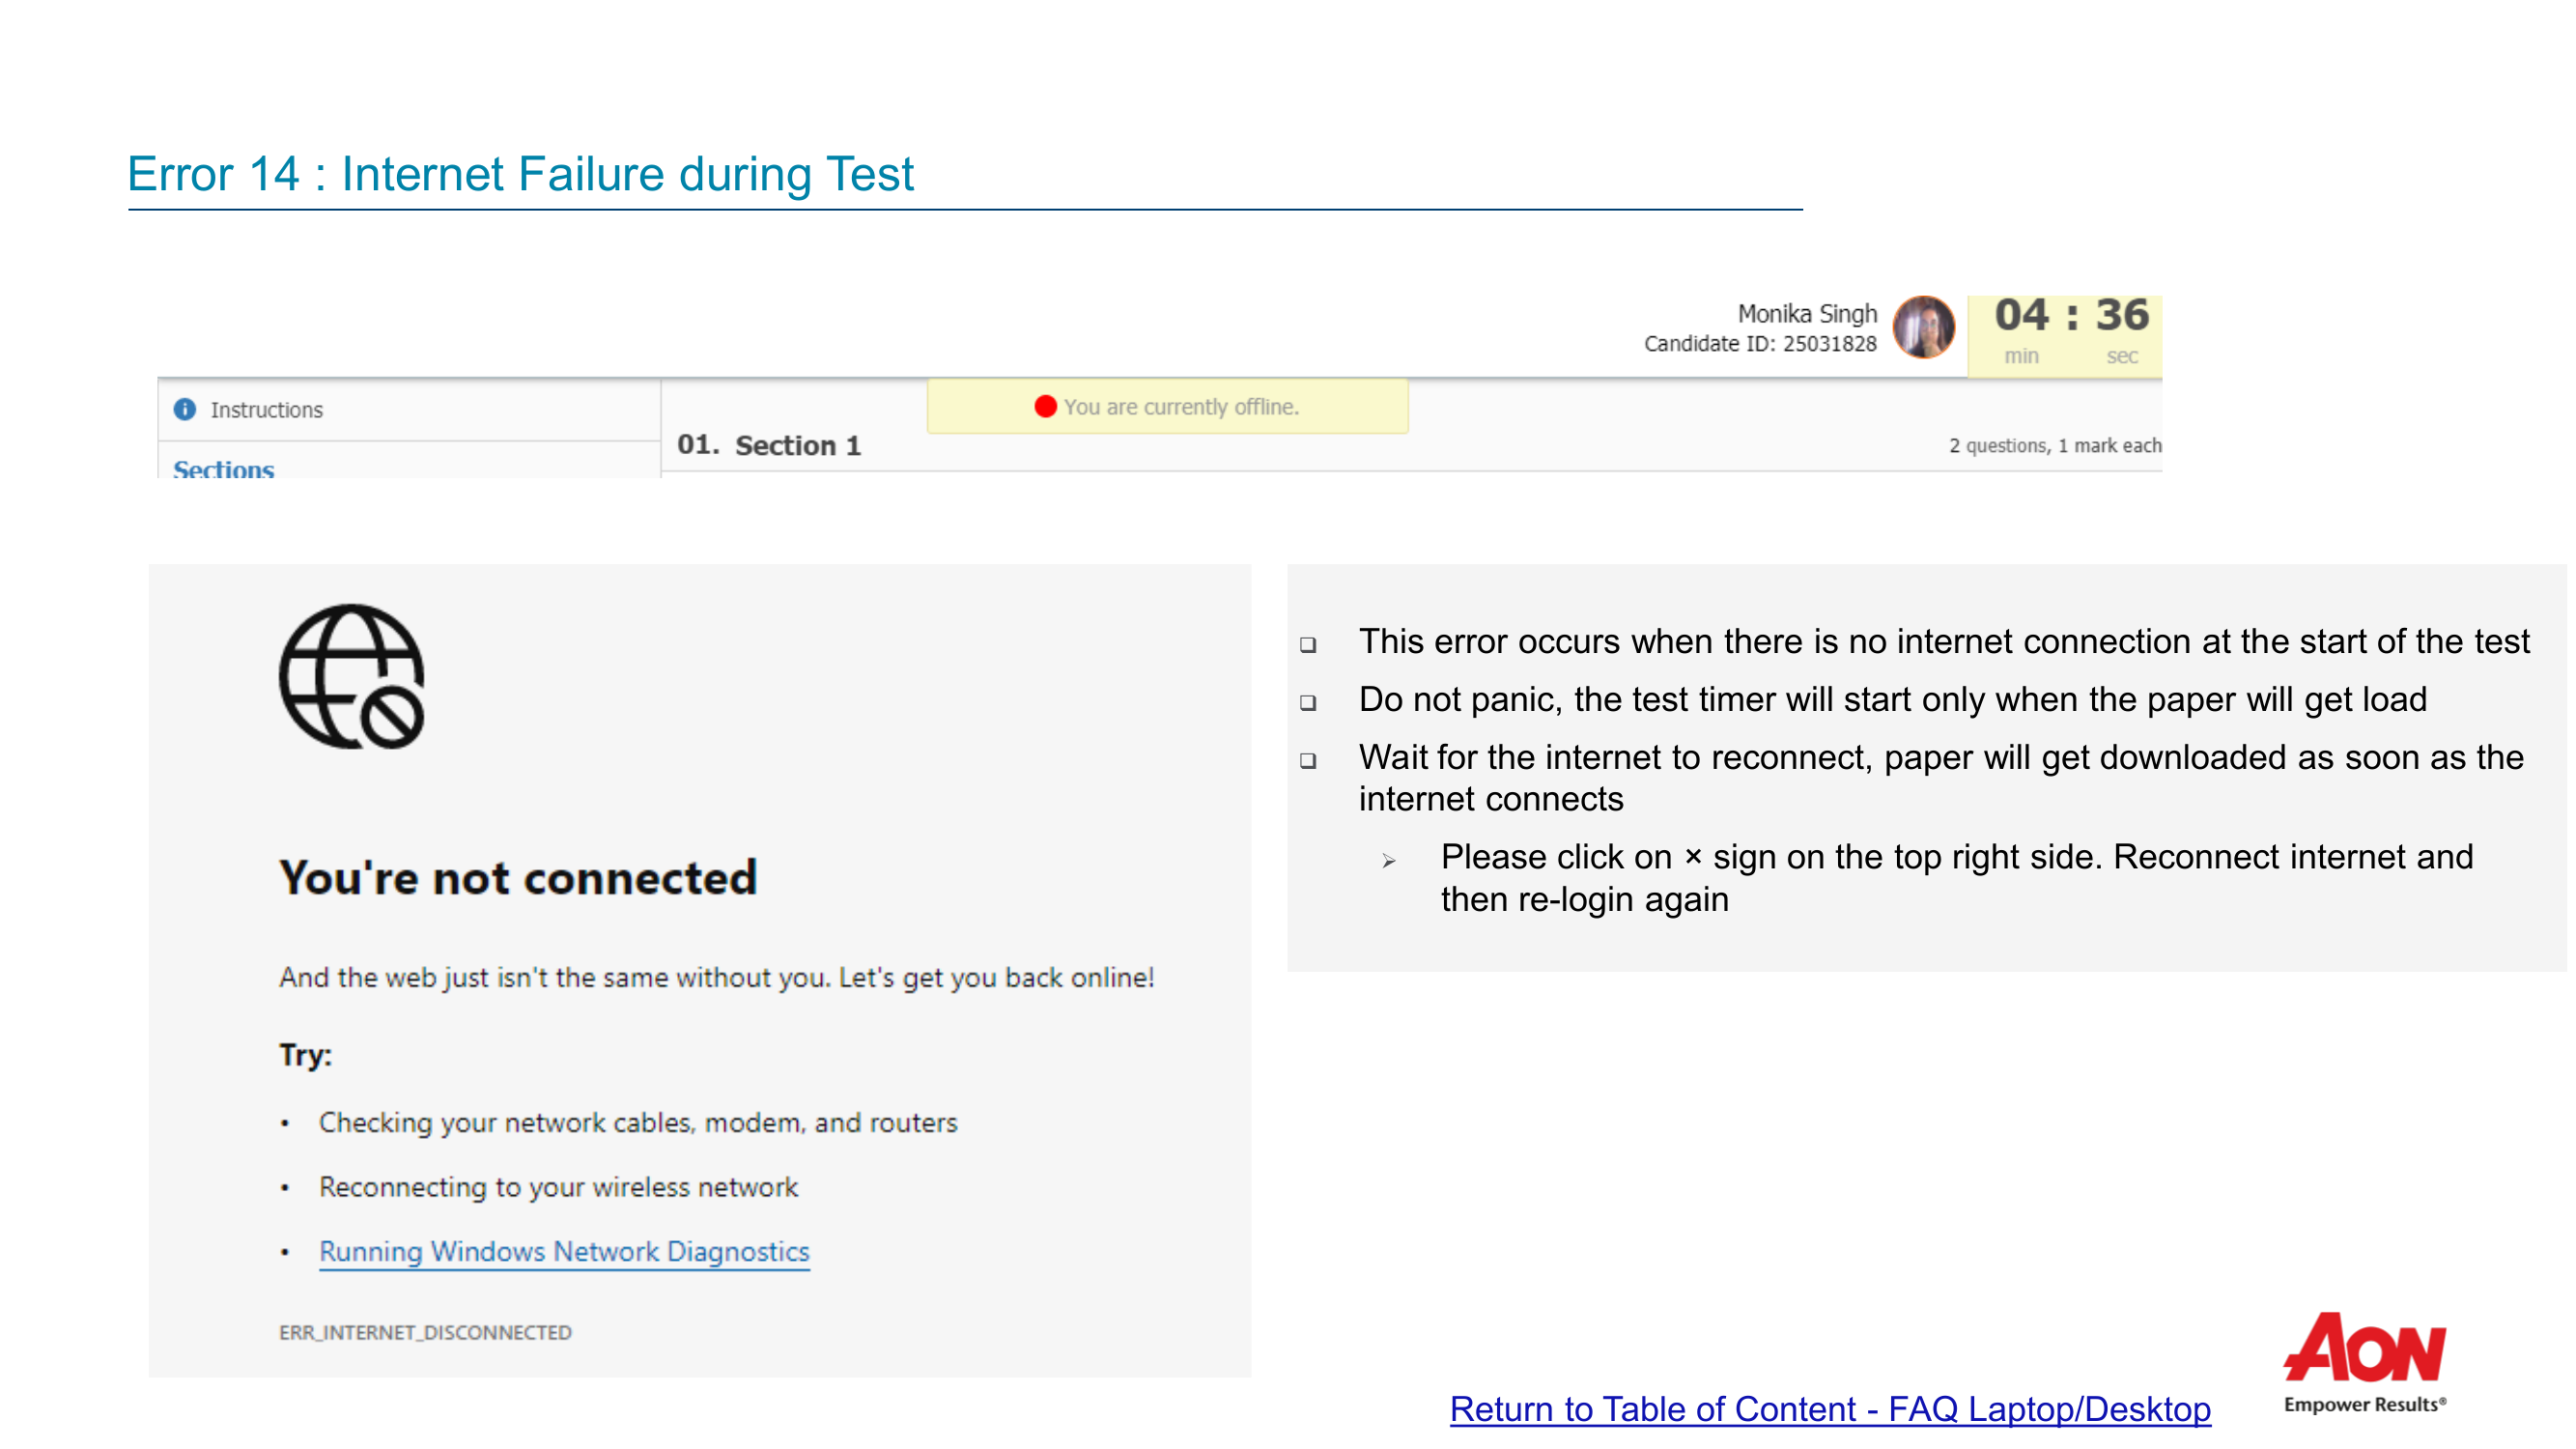 Error 14 : Internet Failure during Test
Monika Singh
Candidate ID: 25031828
04 : 36
min sec
Instructions
You are currently offline.
01. Section 1
2 questions, 1 mark each
Sections
You're not connected
And the web just isn't the same without you. Let's get you back online!
Try:
• Checking your network cables, modem, and routers
• Reconnecting to your wireless network
• Running Windows Network Diagnostics
ERR_INTERNET_DISCONNECTED
❑ This error occurs when there is no internet connection at the start of the test
❑ Do not panic, the test timer will start only when the paper will get load
❑ Wait for the internet to reconnect, paper will get downloaded as soon as the
internet connects
➢ Please click on × sign on the top right side. Reconnect internet and
then re-login again
Return to Table of Content - FAQ Laptop/Desktop
AON
Empower Results®